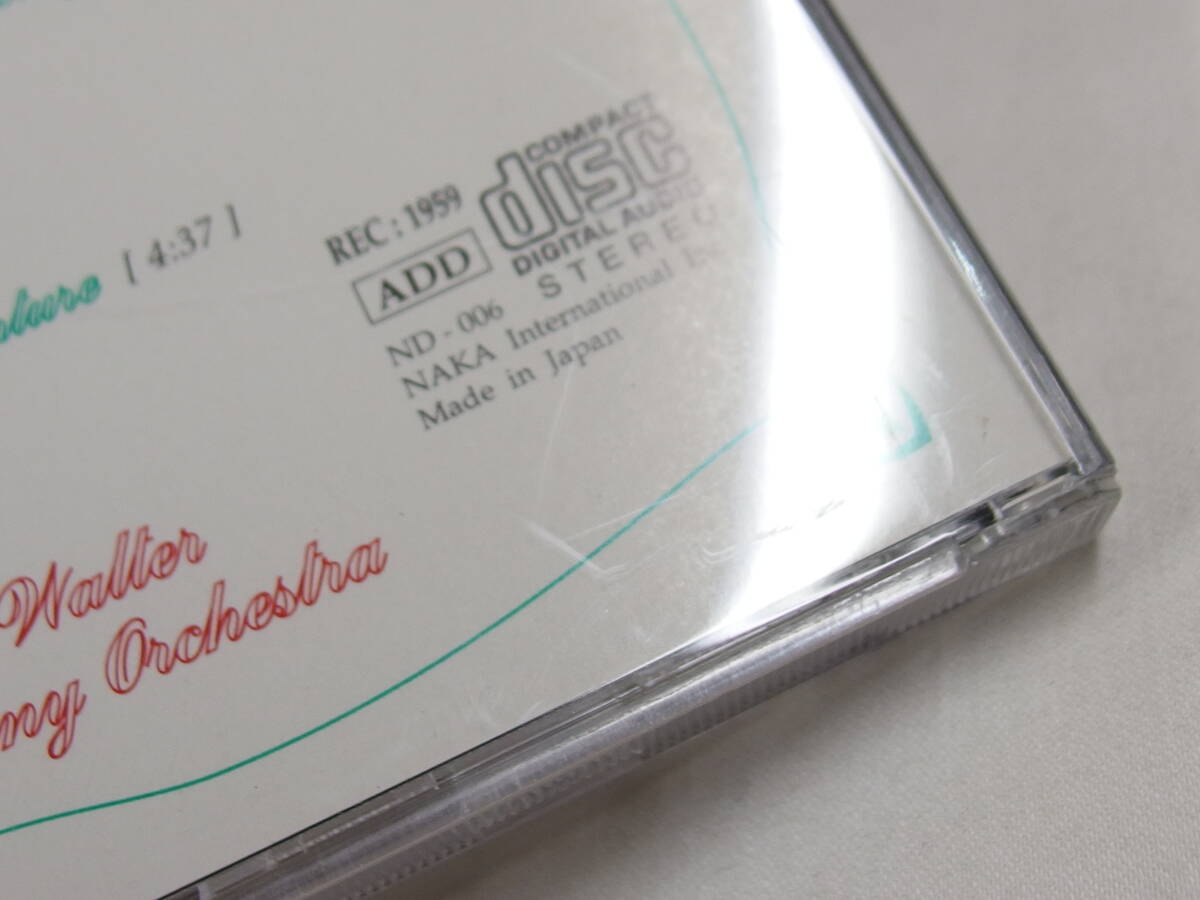 [ 4:37 ]
REC : 1959
ADD
COMPACT
disc
DIGITAL AUDIO
STEREO
ND - 006
NAKA International
Made in Japan
Walter
Orchestra